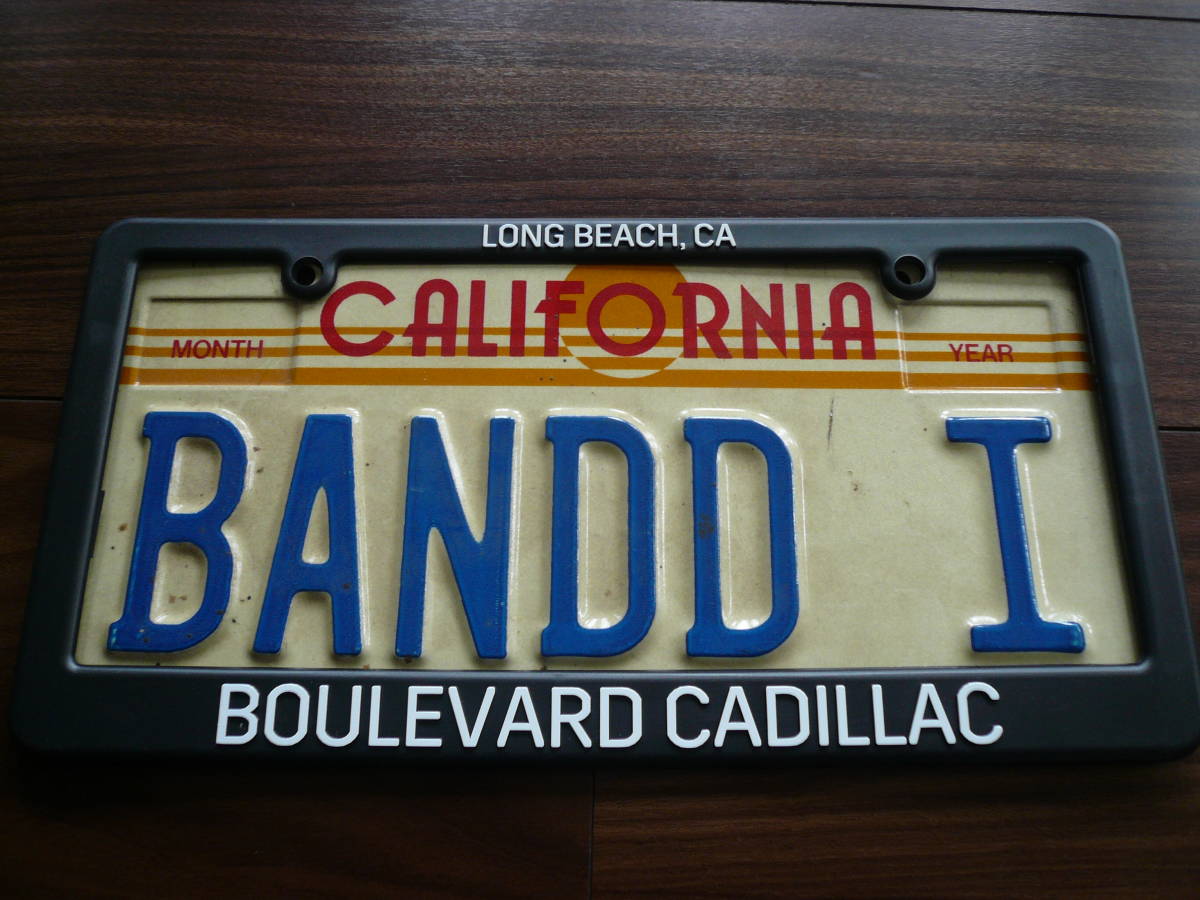 LONG BEACH, CA
CALIFORNIA
MONTH YEAR
BANDD I
BOULEVARD CADILLAC